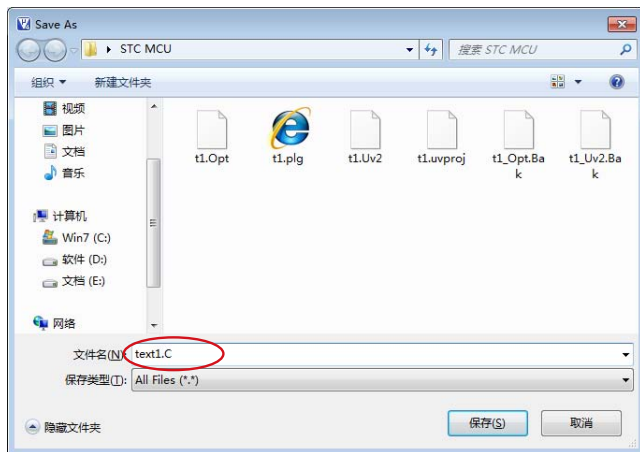 Save As
STC MCU
搜索 STC MCU
组织
新建文件夹
视频
图片
文档
音乐
计算机
Win7 (C:)
软件 (D:)
文档 (E:)
网络
t1.Opt
t1.plg
t1.Uv2
t1.uvproj
t1_Opt.Ba
k
t1_Uv2.Ba
k
文件名(N): text1.C
保存类型(T): All Files (*.*)
隐藏文件夹
保存(S)
取消